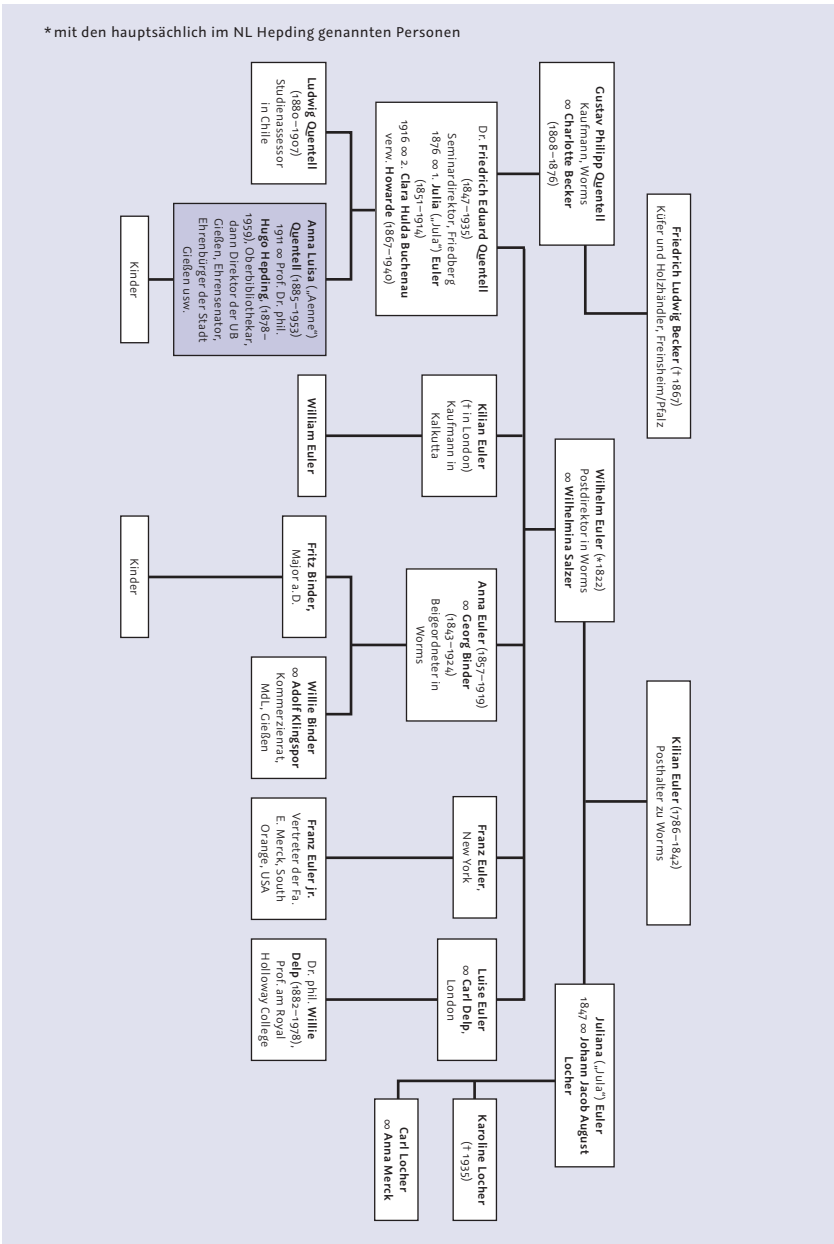 *mit den hauptsächlich im NL Hepding genannten Personen
Friedrich Ludwig Becker († 1867)
Küfer und Holzhändler, Freinsheim/Pfalz
Kilian Euler (1786–1842)
Posthalter zu Worms
Gustav Philipp Quentell
Kaufmann, Worms
∞ Charlotte Becker
(1808–1876)
Wilhelm Euler (*1822)
Postdirektor in Worms
∞ Wilhelmina Salzer
Juliana („Jula“) Euler
1847 ∞ Johann Jacob August
Locher
Dr. Friedrich Eduard Quentell
(1847–1935)
Seminardirektor, Friedberg
1876 ∞ 1. Julia („Jula“) Euler
(1851–1914)
1916 ∞ 2. Clara Hulda Buchenau
verw. Howarde (1867–1940)
Kilian Euler
(† in London)
Kaufmann in
Kalkutta
Anna Euler (1857–1919)
∞ Georg Binder
(1843–1924)
Beigeordneter in
Worms
Franz Euler,
New York
Luise Euler
∞ Carl Delp,
London
Karoline Locher
(† 1935)
Carl Locher
∞ Anna Merck
Ludwig Quentell
(1880–1907)
Studienassessor
in Chile
Anna Luisa („Aenne“)
Quentell (1885–1953)
1911 ∞ Prof. Dr. phil.
Hugo Hepding, (1878–
1959), Oberbibliothekar,
dann Direktor der UB
Gießen, Ehrensenator,
Ehrenbürger der Stadt
Gießen usw.
William Euler
Fritz Binder,
Major a.D.
Willie Binder
∞ Adolf Klingspor
Kommerzienrat,
MdL, Gießen
Franz Euler jr.
Vertreter der Fa.
E. Merck, South
Orange, USA
Dr. phil. Willie
Delp (1882–1978),
Prof. am Royal
Holloway College
Kinder
Kinder